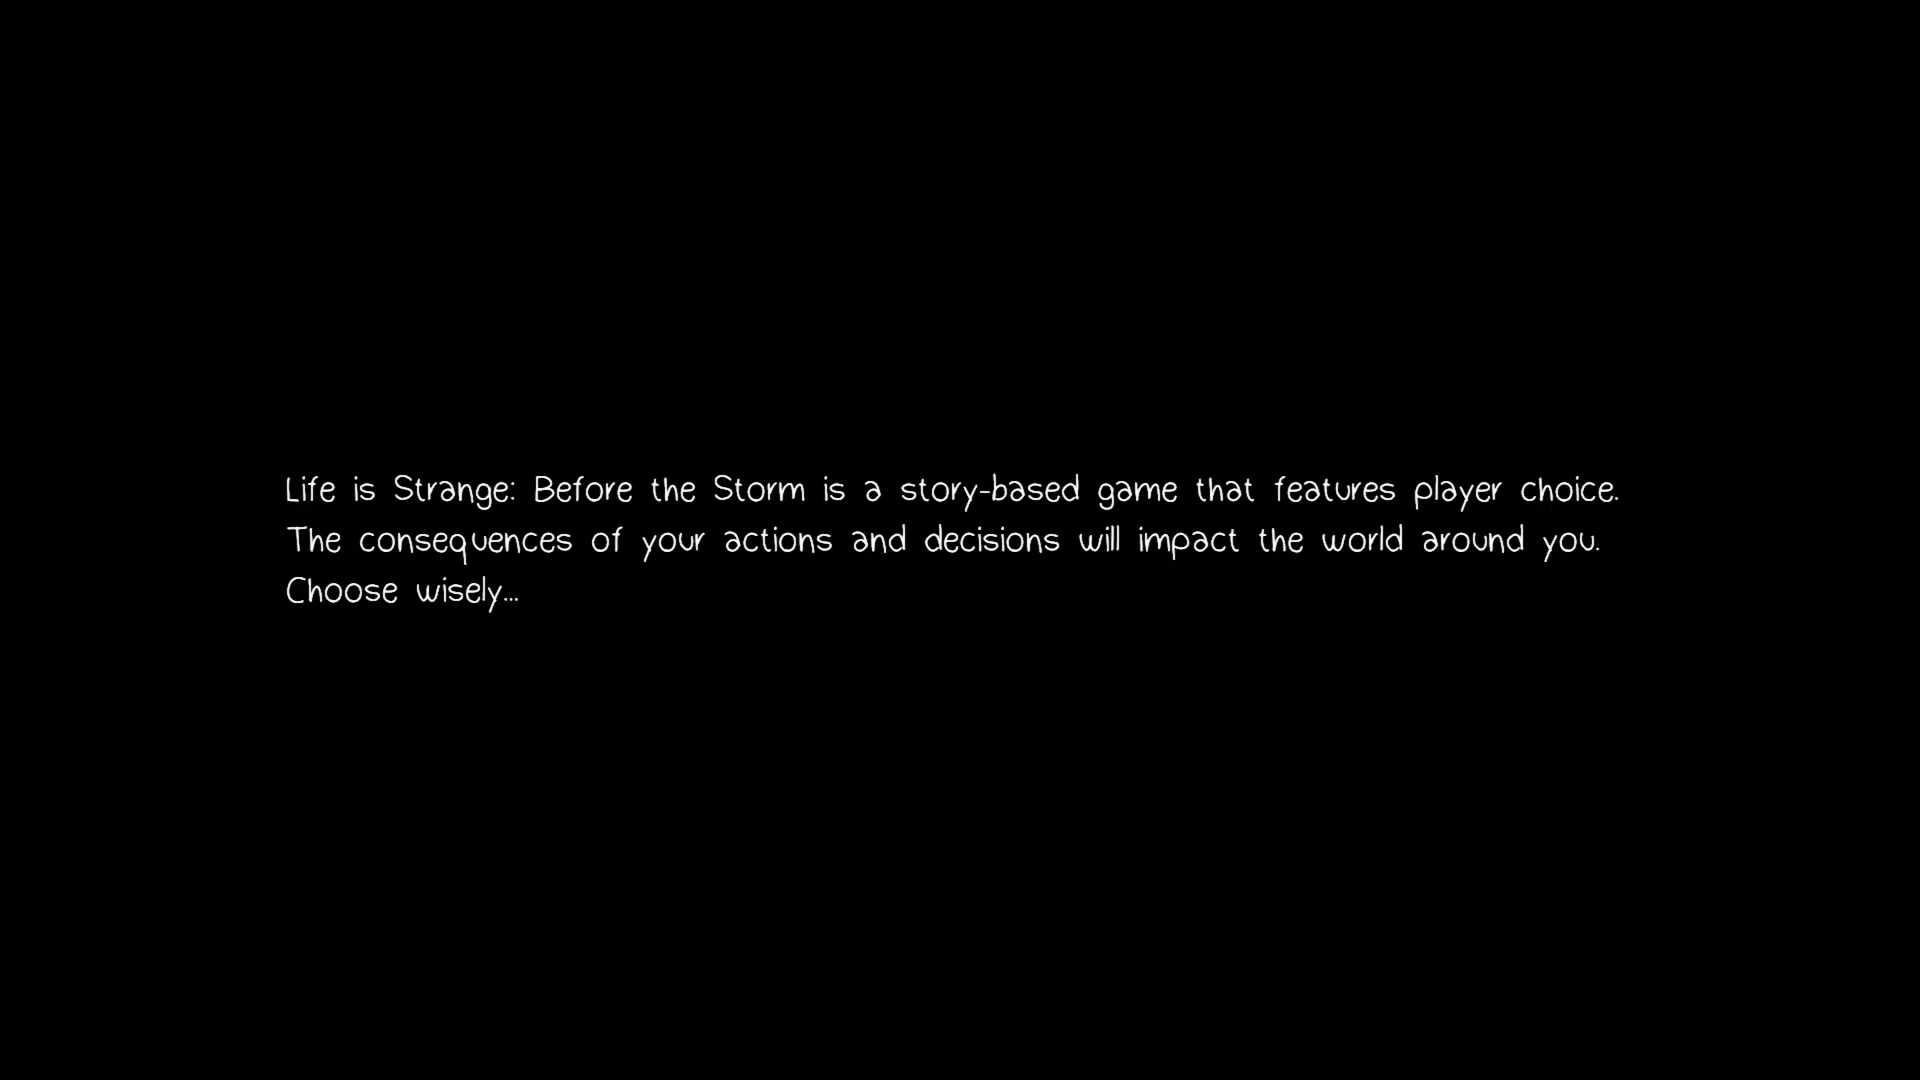 Life is Strange: Before the Storm is a story-based game that features player choice.
The consequences of your actions and decisions will impact the world around you.
Choose wisely...